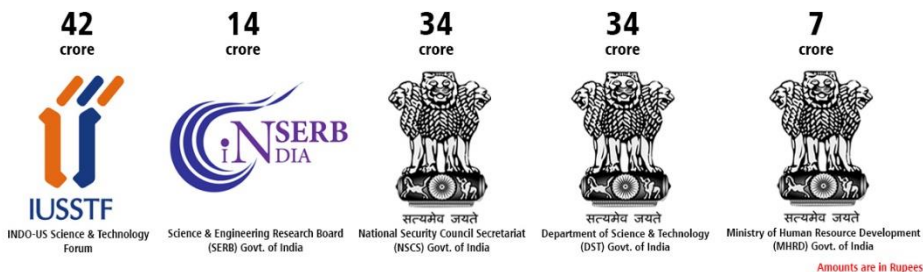 42
crore
14
crore
34
crore
34
crore
7
crore
IUSSTF
INDO-US Science & Technology
Forum
iNSERB
DIA
Science & Engineering Research Board
(SERB) Govt. of India
सत्यमेव जयते
National Security Council Secretariat
(NSCS) Govt. of India
सत्यमेव जयते
Department of Science & Technology
(DST) Govt. of India
सत्यमेव जयते
Ministry of Human Resource Development
(MHRD) Govt. of India
Amounts are in Rupees